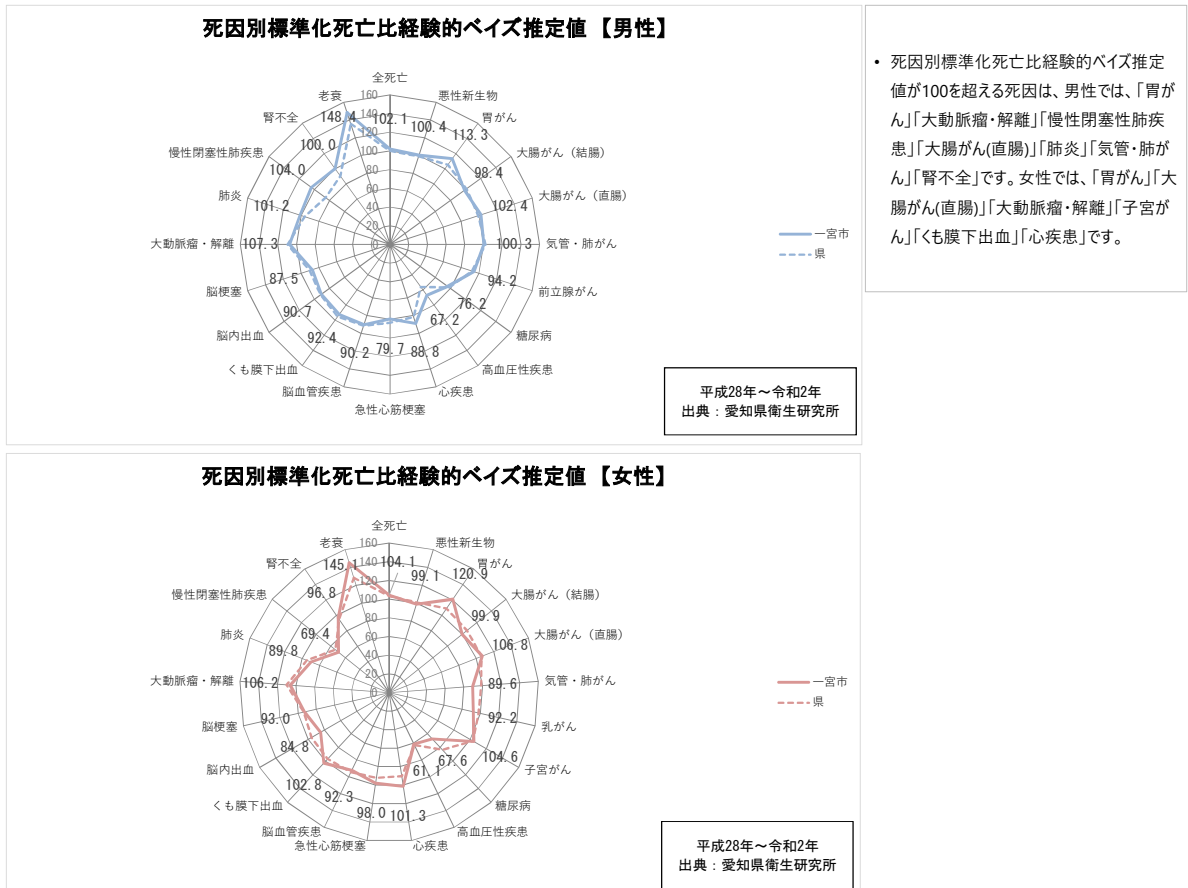 死因別標準化死亡比経験的ベイズ推定値 【男性】
全死亡
悪性新生物
胃がん
大腸がん（結腸）
大腸がん（直腸）
気管・肺がん
前立腺がん
糖尿病
高血圧性疾患
心疾患
急性心筋梗塞
脳血管疾患
くも膜下出血
脳内出血
脳梗塞
大動脈瘤・解離
肺炎
慢性閉塞性肺疾患
腎不全
老衰
160
140
120
100
80
60
40
20
0
102.1
100.4
113.3
98.4
102.4
100.3
94.2
76.2
67.2
88.8
79.7
90.2
92.4
90.7
87.5
107.3
101.2
104.0
100.0
148.4
一宮市
県
平成28年～令和2年
出典：愛知県衛生研究所
• 死因別標準化死亡比経験的ベイズ推定
値が100を超える死因は、男性では、「胃が
ん」「大動脈瘤・解離」「慢性閉塞性肺疾
患」「大腸がん(直腸)」「肺炎」「気管・肺が
ん」「腎不全」です。女性では、「胃がん」「大
腸がん(直腸)」「大動脈瘤・解離」「子宮が
ん」「くも膜下出血」「心疾患」です。
死因別標準化死亡比経験的ベイズ推定値 【女性】
全死亡
悪性新生物
胃がん
大腸がん（結腸）
大腸がん（直腸）
気管・肺がん
乳がん
子宮がん
糖尿病
高血圧性疾患
心疾患
急性心筋梗塞
脳血管疾患
くも膜下出血
脳内出血
脳梗塞
大動脈瘤・解離
肺炎
慢性閉塞性肺疾患
腎不全
老衰
160
140
120
100
80
60
40
20
0
104.1
99.1
120.9
99.9
106.8
89.6
92.2
104.6
67.6
61.1
101.3
98.0
92.3
102.8
84.8
93.0
106.2
89.8
69.4
96.8
145.1
一宮市
県
平成28年～令和2年
出典：愛知県衛生研究所